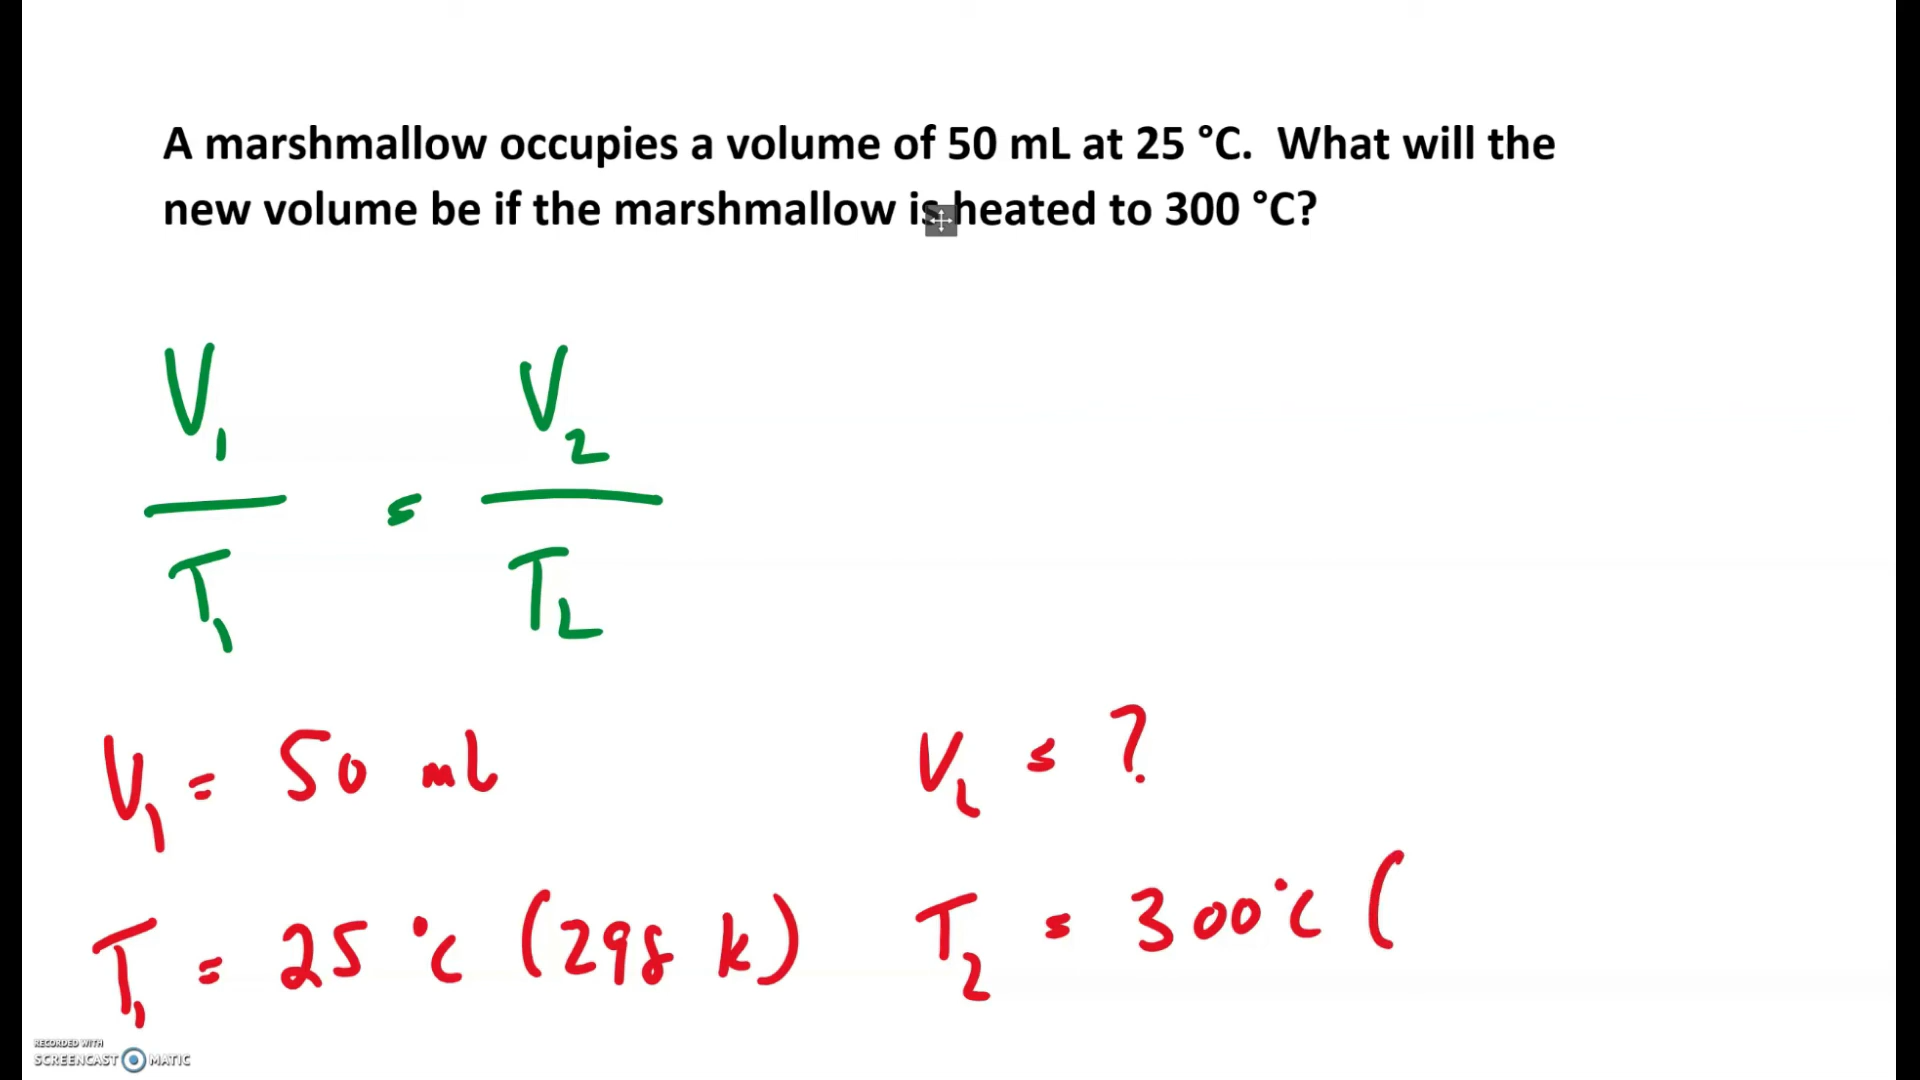 A marshmallow occupies a volume of 50 mL at 25 °C. What will the
new volume be if the marshmallow is heated to 300 °C?
V₁ = V₂
T₁ T₂
V₁ = 50 mL V₂ = ?
T₁ = 25 °C (298 K) T₂ = 300°C (
RECORDED WITH
SCREENCAST MATIC